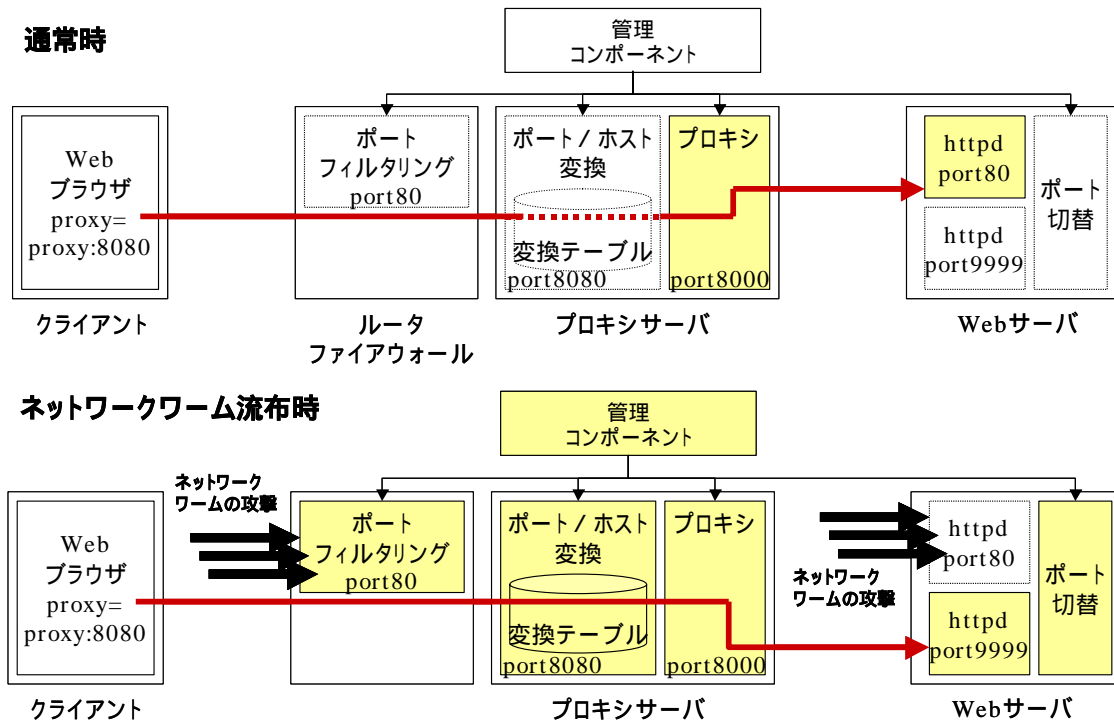 通常時
管理
コンポーネント
Web
ブラウザ
proxy=
proxy:8080
クライアント
ポート
フィルタリング
port80
ルータ
ファイアウォール
ポート/ホスト
変換
変換テーブル
port8080
プロキシ
port8000
プロキシサーバ
httpd
port80
httpd
port9999
ポート
切替
Webサーバ
ネットワークワーム流布時
管理
コンポーネント
ネットワーク
ワームの攻撃
Web
ブラウザ
proxy=
proxy:8080
クライアント
ポート
フィルタリング
port80
ポート/ホスト
変換
変換テーブル
port8080
プロキシ
port8000
プロキシサーバ
ネットワーク
ワームの攻撃
httpd
port80
httpd
port9999
ポート
切替
Webサーバ